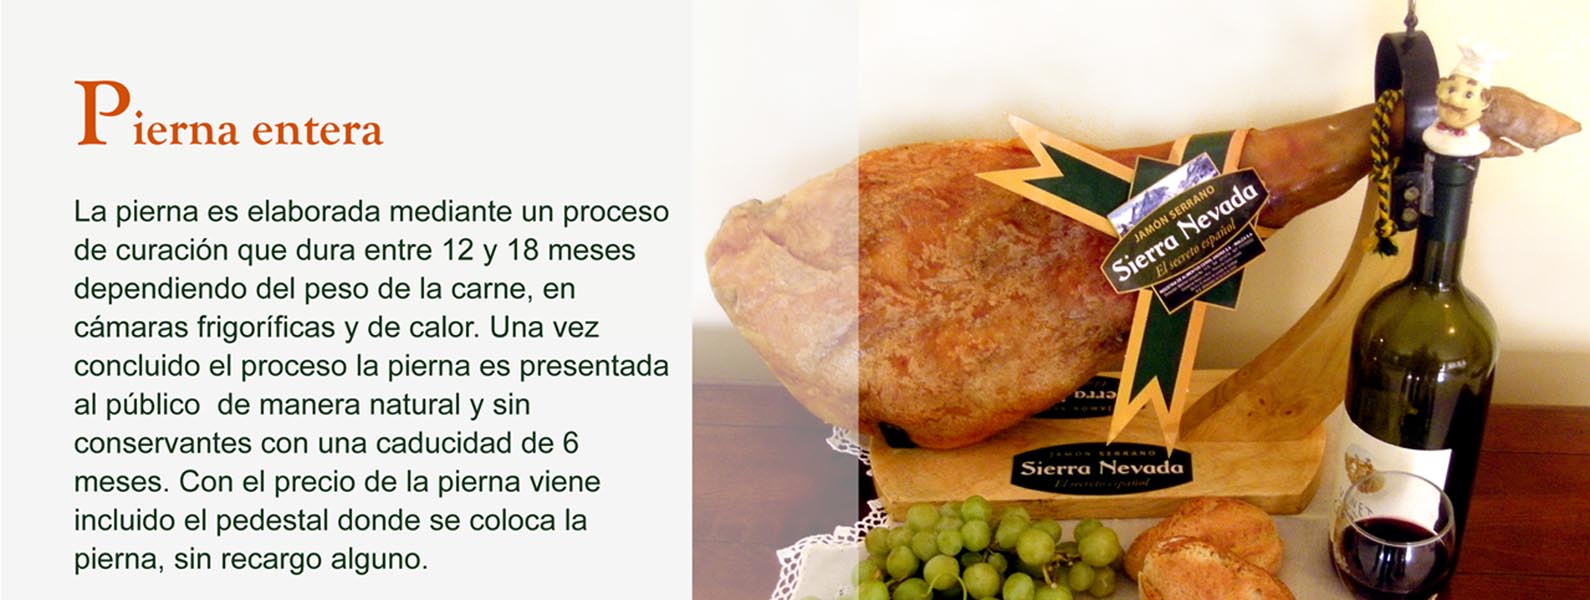 Pierna entera
La pierna es elaborada mediante un proceso
de curación que dura entre 12 y 18 meses
dependiendo del peso de la carne, en
cámaras frigoríficas y de calor. Una vez
concluido el proceso la pierna es presentada
al público de manera natural y sin
conservantes con una caducidad de 6
meses. Con el precio de la pierna viene
incluido el pedestal donde se coloca la
pierna, sin recargo alguno.
JAMÓN SERRANO
Sierra Nevada
El secreto español
JAMÓN SERRANO
Sierra Nevada
El secreto español